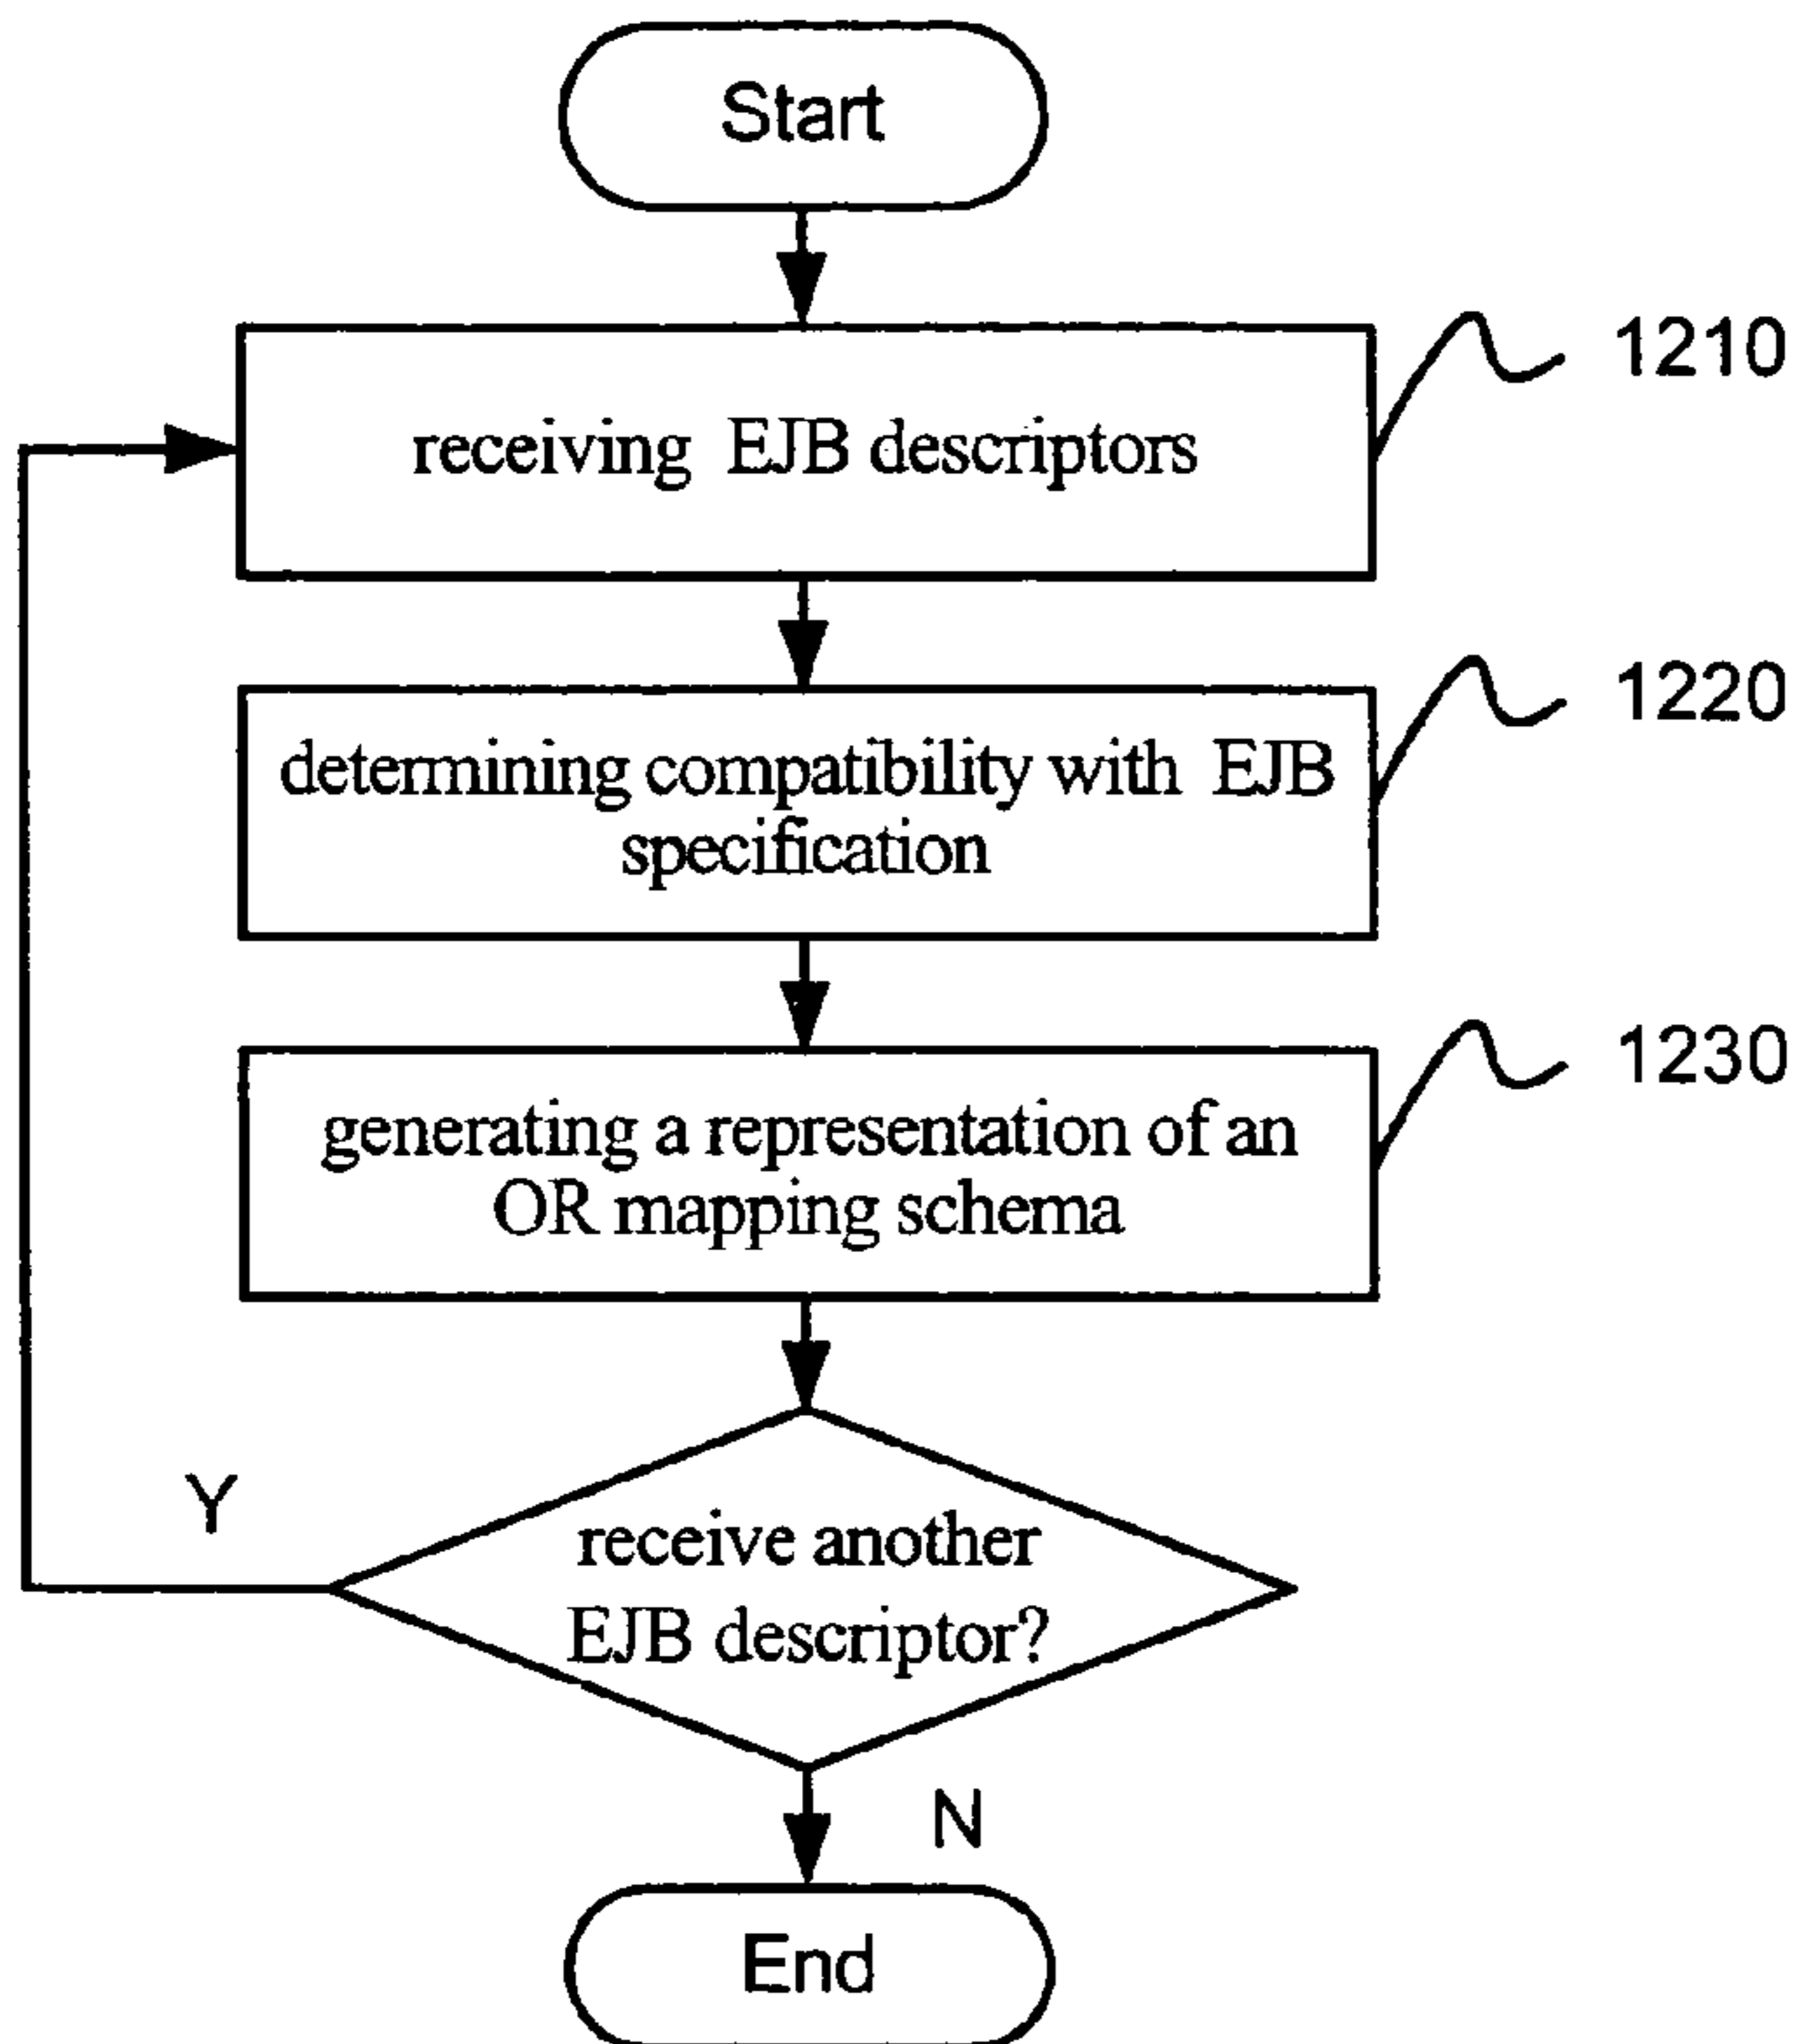 Start
1210
receiving EJB descriptors
1220
determining compatibility with EJB
specification
1230
generating a representation of an
OR mapping schema
Y
receive another
EJB descriptor?
N
End